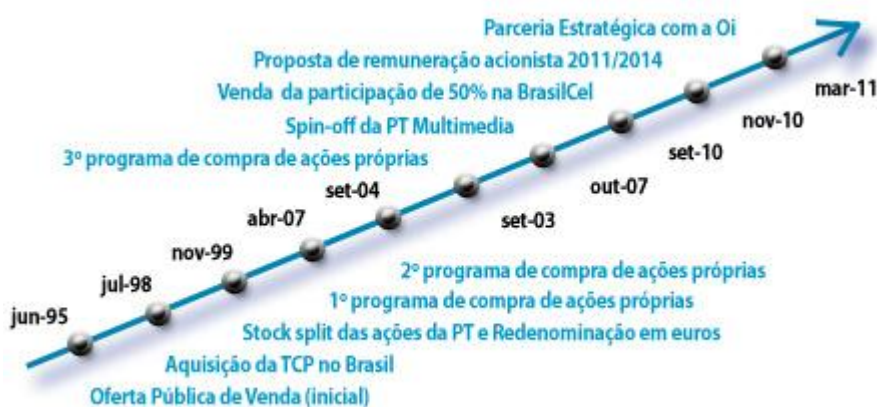 Parceria Estratégica com a Oi
Proposta de remuneração acionista 2011/2014
Venda da participação de 50% na BrasilCel
Spin-off da PT Multimedia
3º programa de compra de ações próprias
mar-11
nov-10
set-10
out-07
set-03
set-04
abr-07
nov-99
jul-98
jun-95
2º programa de compra de ações próprias
1º programa de compra de ações próprias
Stock split das ações da PT e Redenominação em euros
Aquisição da TCP no Brasil
Oferta Pública de Venda (inicial)